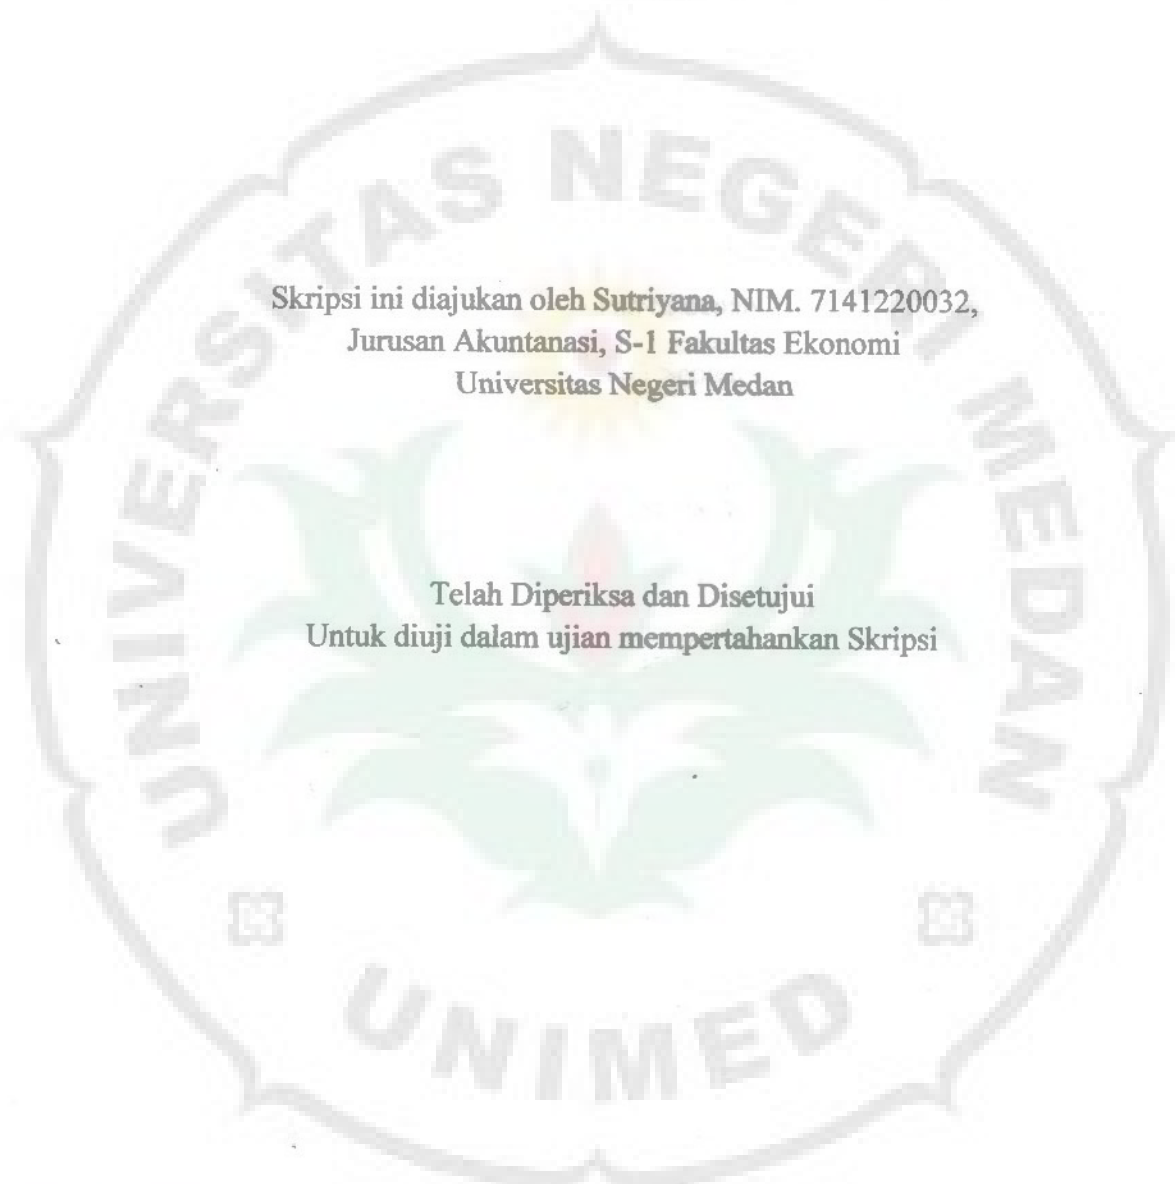 UNIVERSITAS NEGERI MEDAN
Skripsi ini diajukan oleh Sutriyana, NIM. 7141220032,
Jurusan Akuntanasi, S-1 Fakultas Ekonomi
Universitas Negeri Medan
Telah Diperiksa dan Disetujui
Untuk diuji dalam ujian mempertahankan Skripsi
UNIMED